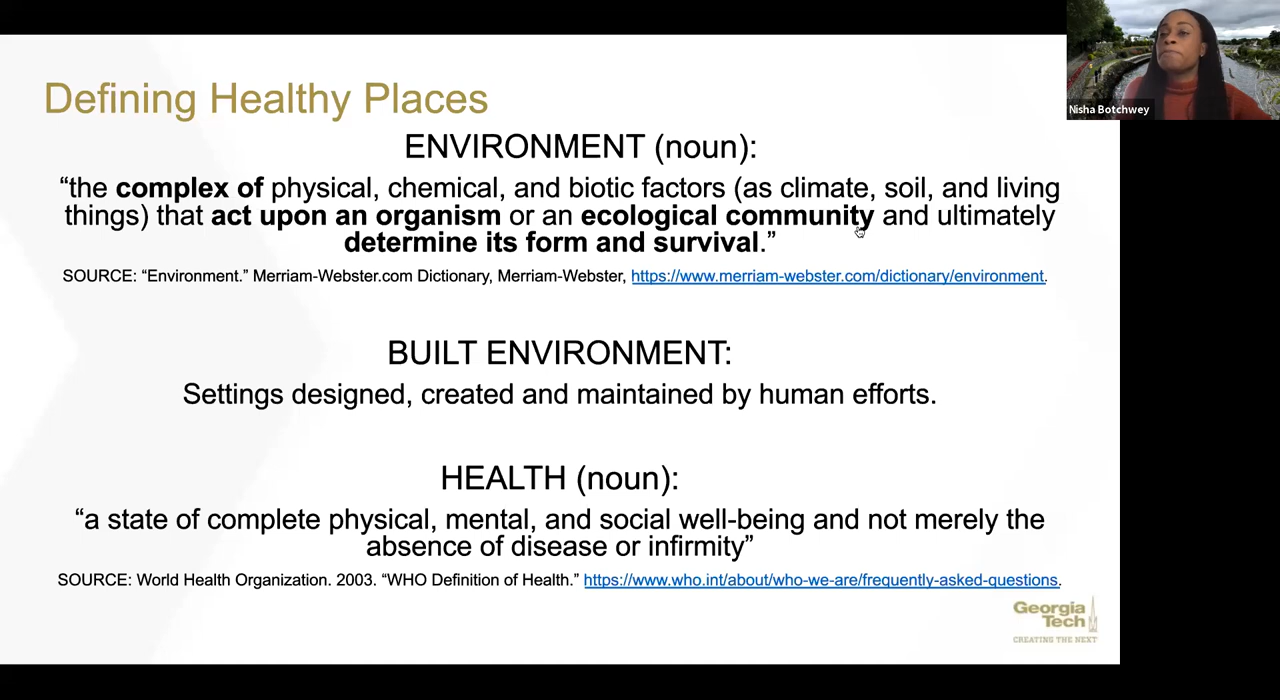 Nisha Botchwey
Defining Healthy Places
ENVIRONMENT (noun):
“the complex of physical, chemical, and biotic factors (as climate, soil, and living
things) that act upon an organism or an ecological community and ultimately
determine its form and survival.”
SOURCE: “Environment.” Merriam-Webster.com Dictionary, Merriam-Webster, https://www.merriam-webster.com/dictionary/environment.
BUILT ENVIRONMENT:
Settings designed, created and maintained by human efforts.
HEALTH (noun):
“a state of complete physical, mental, and social well-being and not merely the
absence of disease or infirmity”
SOURCE: World Health Organization. 2003. “WHO Definition of Health.” https://www.who.int/about/who-we-are/frequently-asked-questions.
Georgia
Tech
CREATING THE NEXT